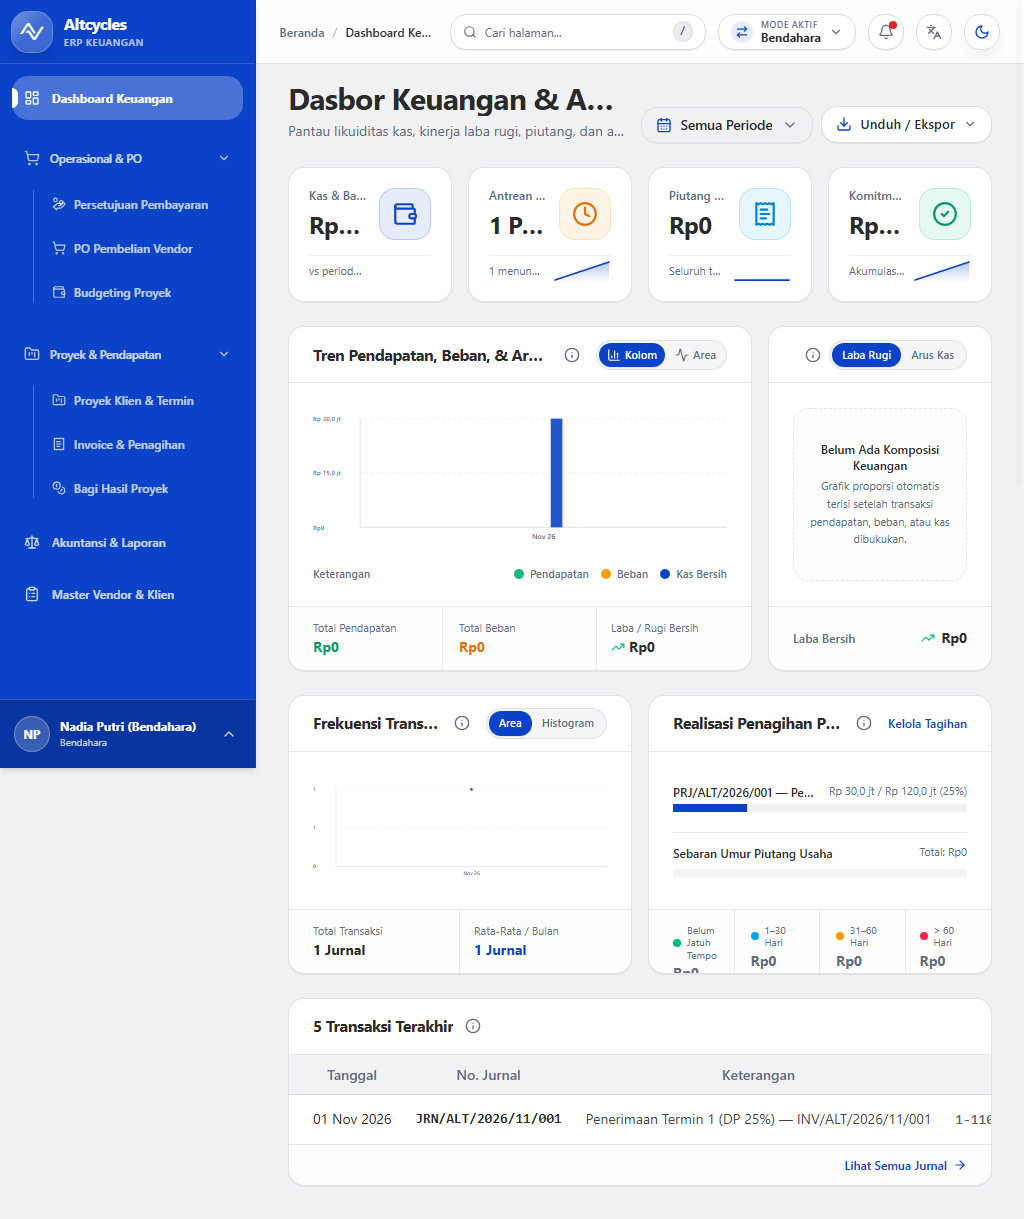 Altcycles
ERP KEUANGAN
Beranda / Dashboard Ke...
Cari halaman...
/
MODE AKTIF
Bendahara
Dashboard Keuangan
Operasional & PO
Persetujuan Pembayaran
PO Pembelian Vendor
Budgeting Proyek
Proyek & Pendapatan
Proyek Klien & Termin
Invoice & Penagihan
Bagi Hasil Proyek
Akuntansi & Laporan
Master Vendor & Klien
NP
Nadia Putri (Bendahara)
Bendahara
Dasbor Keuangan & A...
Pantau likuiditas kas, kinerja laba rugi, piutang, dan a...
Semua Periode
Unduh / Ekspor
Kas & Ba...
Rp...
vs period...
Antrean ...
1 P...
1 menun...
Piutang ...
Rp0
Seluruh t...
Komitm...
Rp...
Akumulas...
Tren Pendapatan, Beban, & Ar...
Kolom
Area
Rp 30,0 jt
Rp 15,0 jt
Rp0
Nov 26
Keterangan
Pendapatan
Beban
Kas Bersih
Total Pendapatan
Rp0
Total Beban
Rp0
Laba / Rugi Bersih
Rp0
Laba Rugi
Arus Kas
Belum Ada Komposisi
Keuangan
Grafik proporsi otomatis
terisi setelah transaksi
pendapatan, beban, atau kas
dibukukan.
Laba Bersih
Rp0
Frekuensi Trans...
Area
Histogram
1
1
0
Nov 26
Total Transaksi
1 Jurnal
Rata-Rata / Bulan
1 Jurnal
Realisasi Penagihan P...
Kelola Tagihan
PRJ/ALT/2026/001 — Pe...
Rp 30,0 jt / Rp 120,0 jt (25%)
Sebaran Umur Piutang Usaha
Total: Rp0
Belum
Jatuh
Tempo
Rp0
1–30
Hari
Rp0
31–60
Hari
Rp0
> 60
Hari
Rp0
5 Transaksi Terakhir
Tanggal
No. Jurnal
Keterangan
01 Nov 2026
JRN/ALT/2026/11/001
Penerimaan Termin 1 (DP 25%) — INV/ALT/2026/11/001
Lihat Semua Jurnal